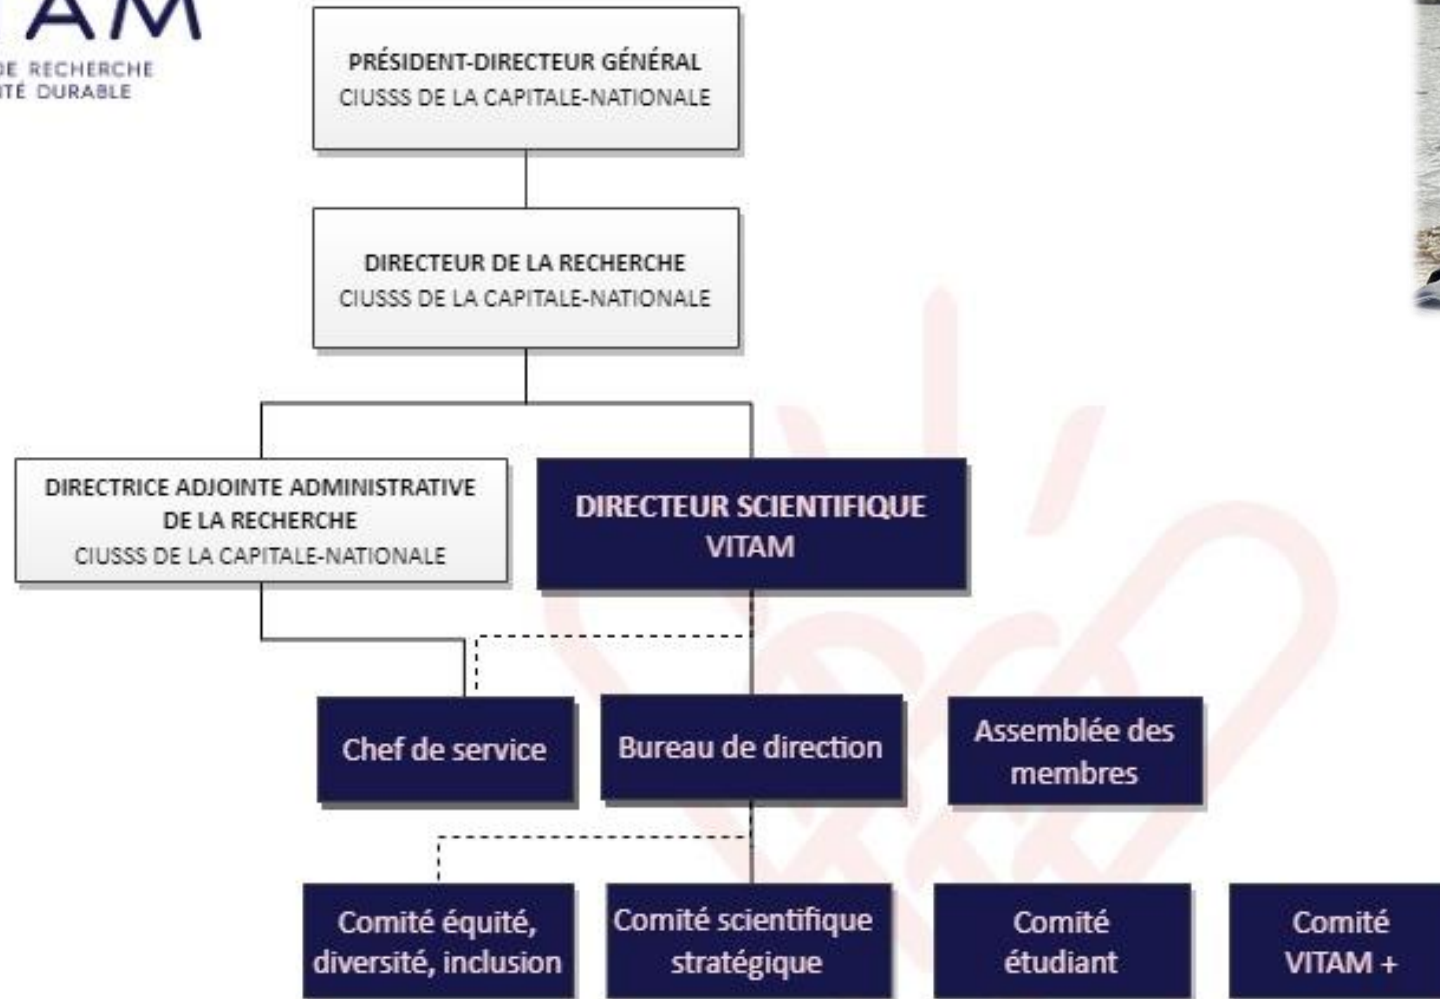 TAM
DE RECHERCHE
DURABLE
PRÉSIDENT-DIRECTEUR GÉNÉRAL
CIUSSS DE LA CAPITALE-NATIONALE
DIRECTEUR DE LA RECHERCHE
CIUSSS DE LA CAPITALE-NATIONALE
DIRECTRICE ADJOINTE ADMINISTRATIVE
DE LA RECHERCHE
CIUSSS DE LA CAPITALE-NATIONALE
DIRECTEUR SCIENTIFIQUE
VITAM
Chef de service
Bureau de direction
Assemblée des
membres
Comité équité,
diversité, inclusion
Comité scientifique
stratégique
Comité
étudiant
Comité
VITAM +